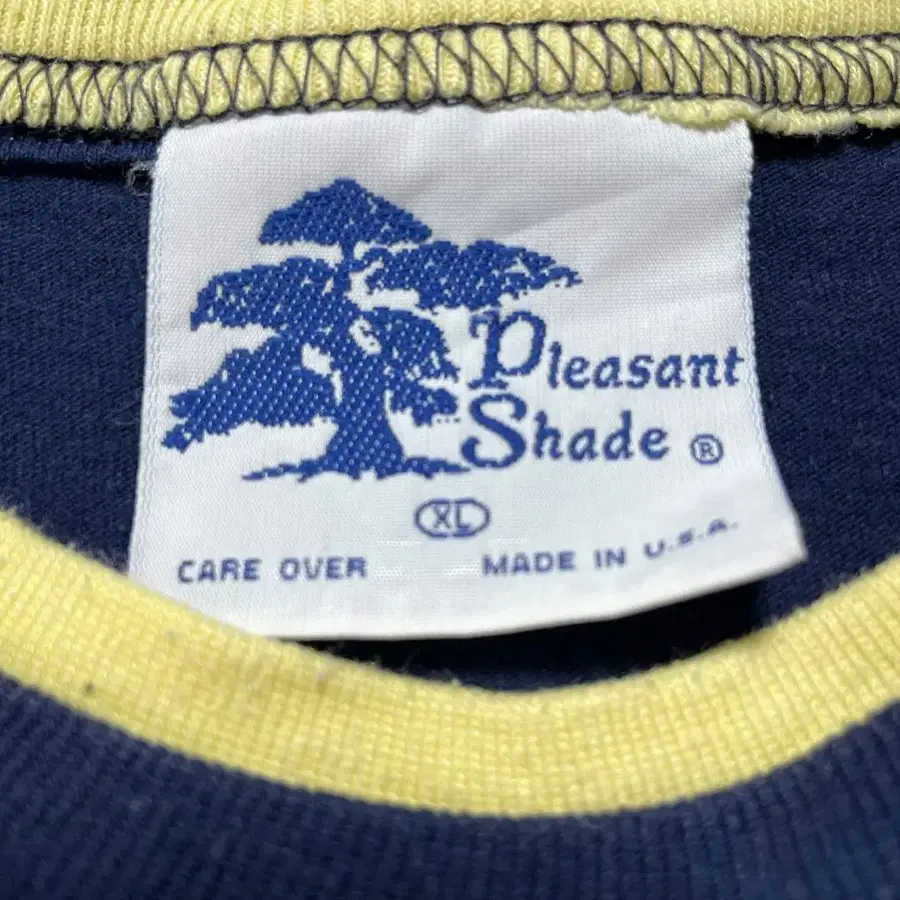 Pleasant
Shade ®
XL
CARE OVER MADE IN U.S.A.